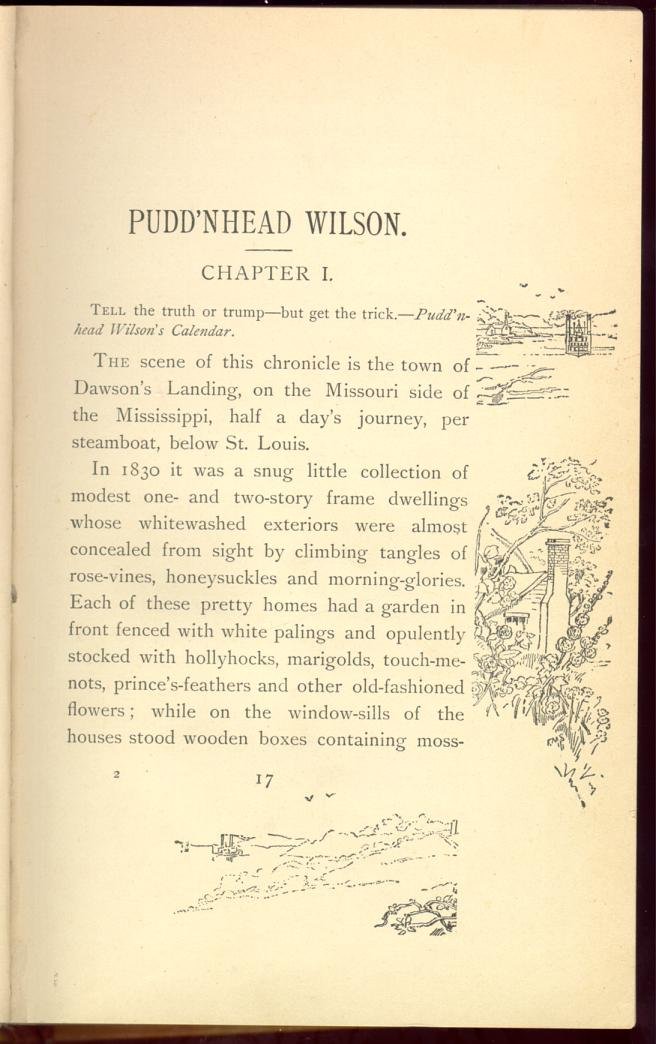 PUDD'NHEAD WILSON.
CHAPTER I.
TELL the truth or trump—but get the trick.—Pudd'n-
head Wilson's Calendar.
THE scene of this chronicle is the town of
Dawson's Landing, on the Missouri side of
the Mississippi, half a day's journey, per
steamboat, below St. Louis.
In 1830 it was a snug little collection of
modest one- and two-story frame dwellings
whose whitewashed exteriors were almost
concealed from sight by climbing tangles of
rose-vines, honeysuckles and morning-glories.
Each of these pretty homes had a garden in
front fenced with white palings and opulently
stocked with hollyhocks, marigolds, touch-me-
nots, prince's-feathers and other old-fashioned
flowers; while on the window-sills of the
houses stood wooden boxes containing moss-
2 17